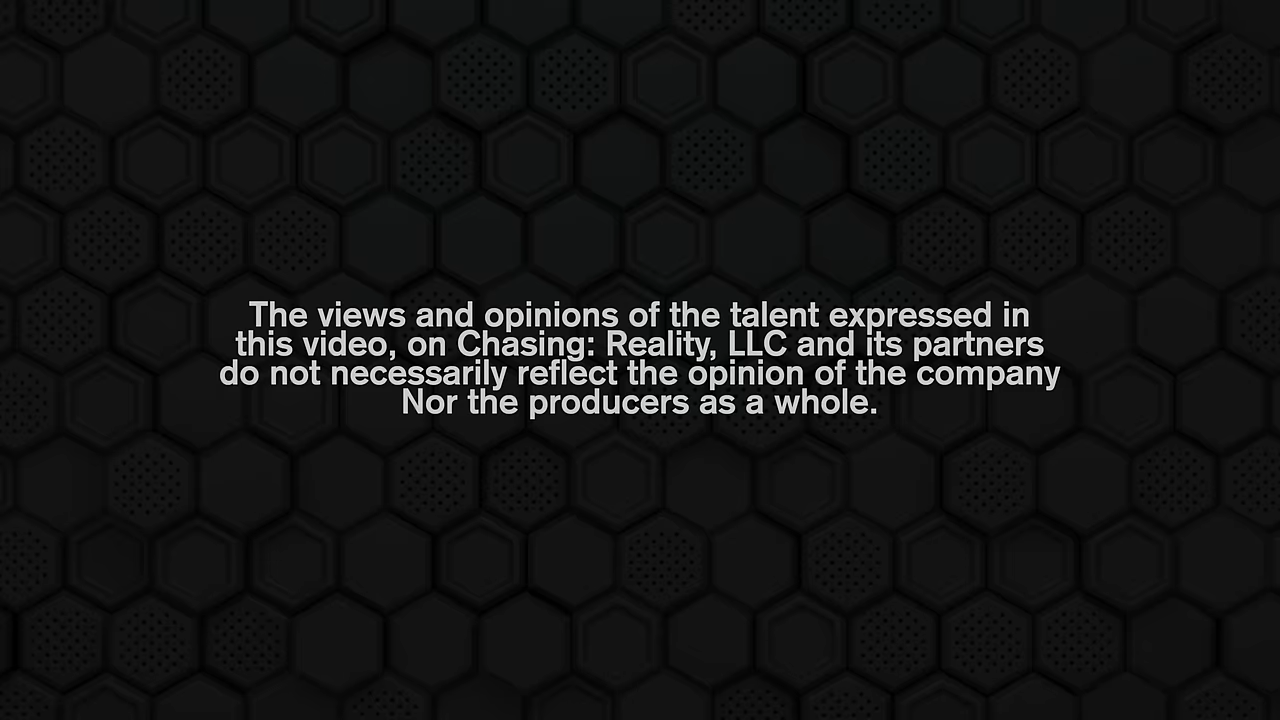 The views and opinions of the talent expressed in
this video, on Chasing: Reality, LLC and its partners
do not necessarily reflect the opinion of the company
Nor the producers as a whole.